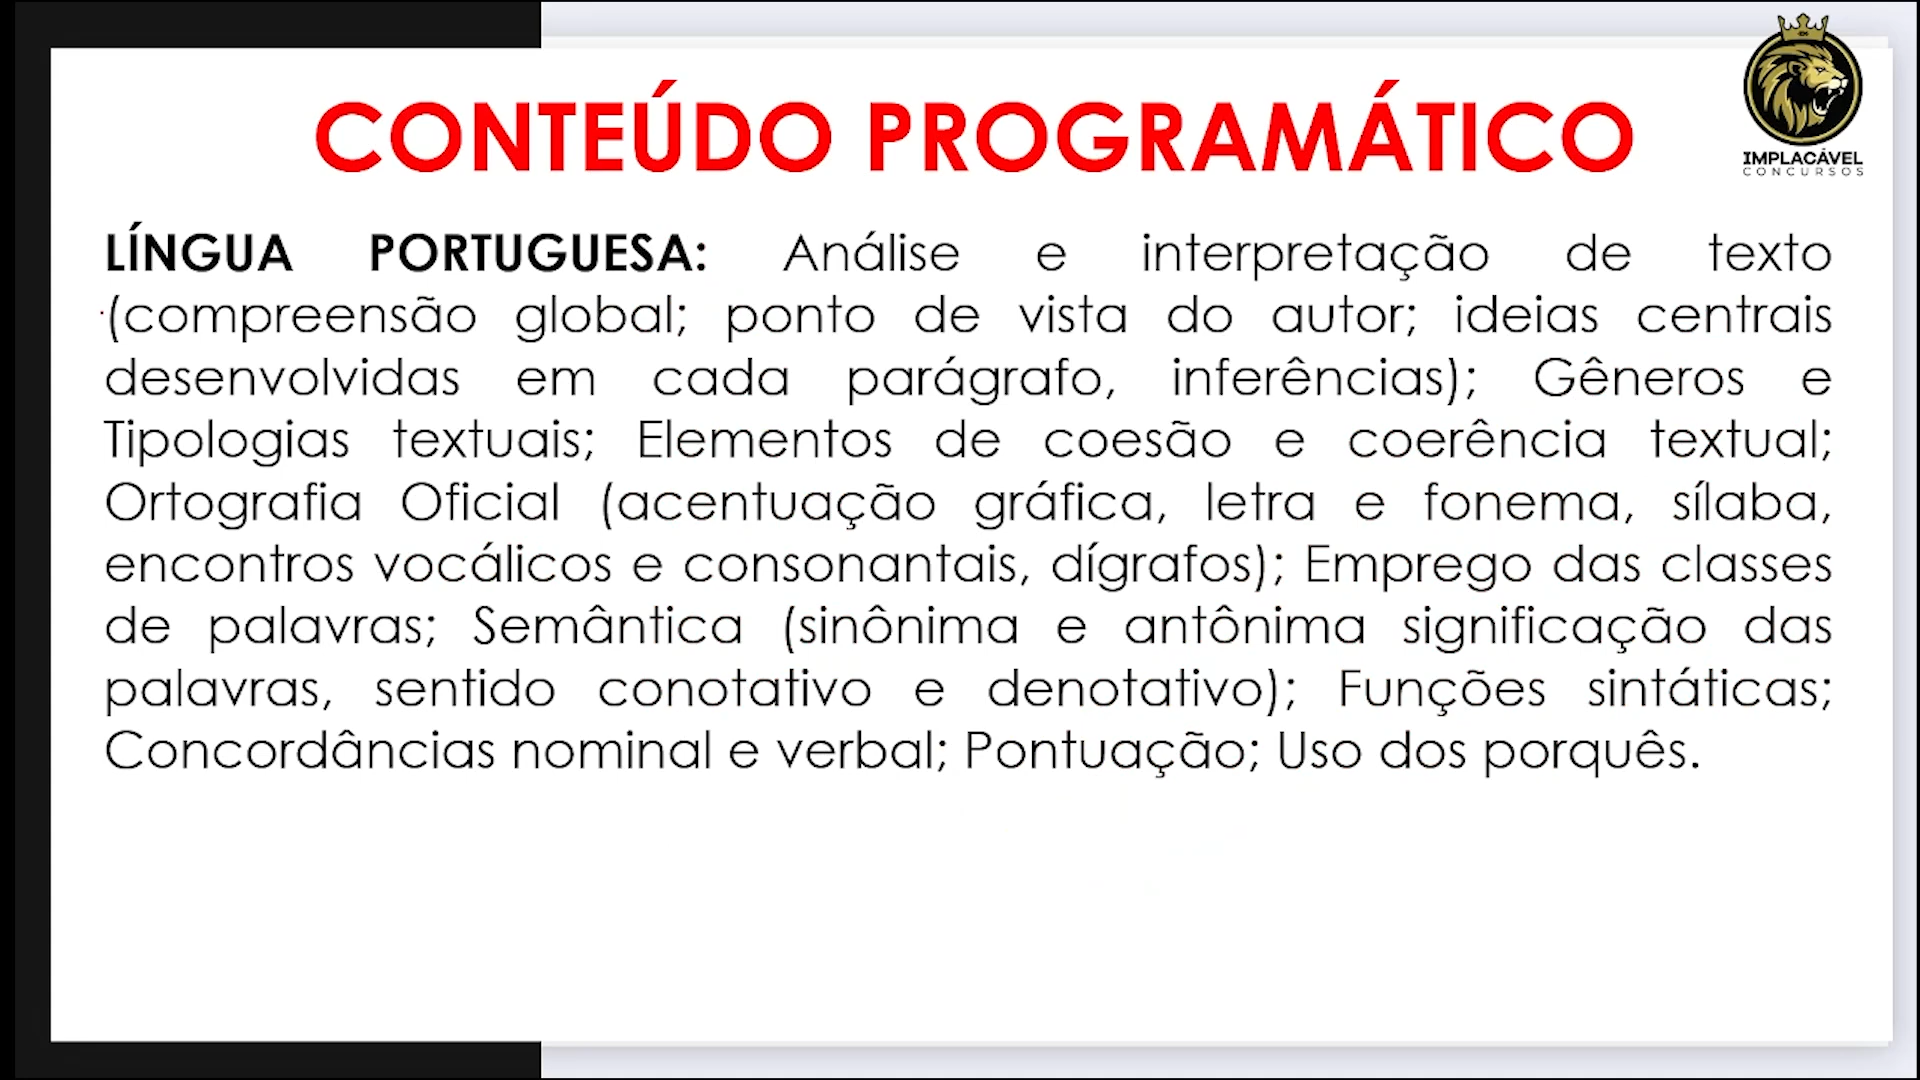 CONTEÚDO PROGRAMÁTICO
IMPLACÁVEL
CONCURSOS
LÍNGUA PORTUGUESA: Análise e interpretação de texto
(compreensão global; ponto de vista do autor; ideias centrais
desenvolvidas em cada parágrafo, inferências); Gêneros e
Tipologias textuais; Elementos de coesão e coerência textual;
Ortografia Oficial (acentuação gráfica, letra e fonema, sílaba,
encontros vocálicos e consonantais, dígrafos); Emprego das classes
de palavras; Semântica (sinônima e antônima significação das
palavras, sentido conotativo e denotativo); Funções sintáticas;
Concordâncias nominal e verbal; Pontuação; Uso dos porquês.